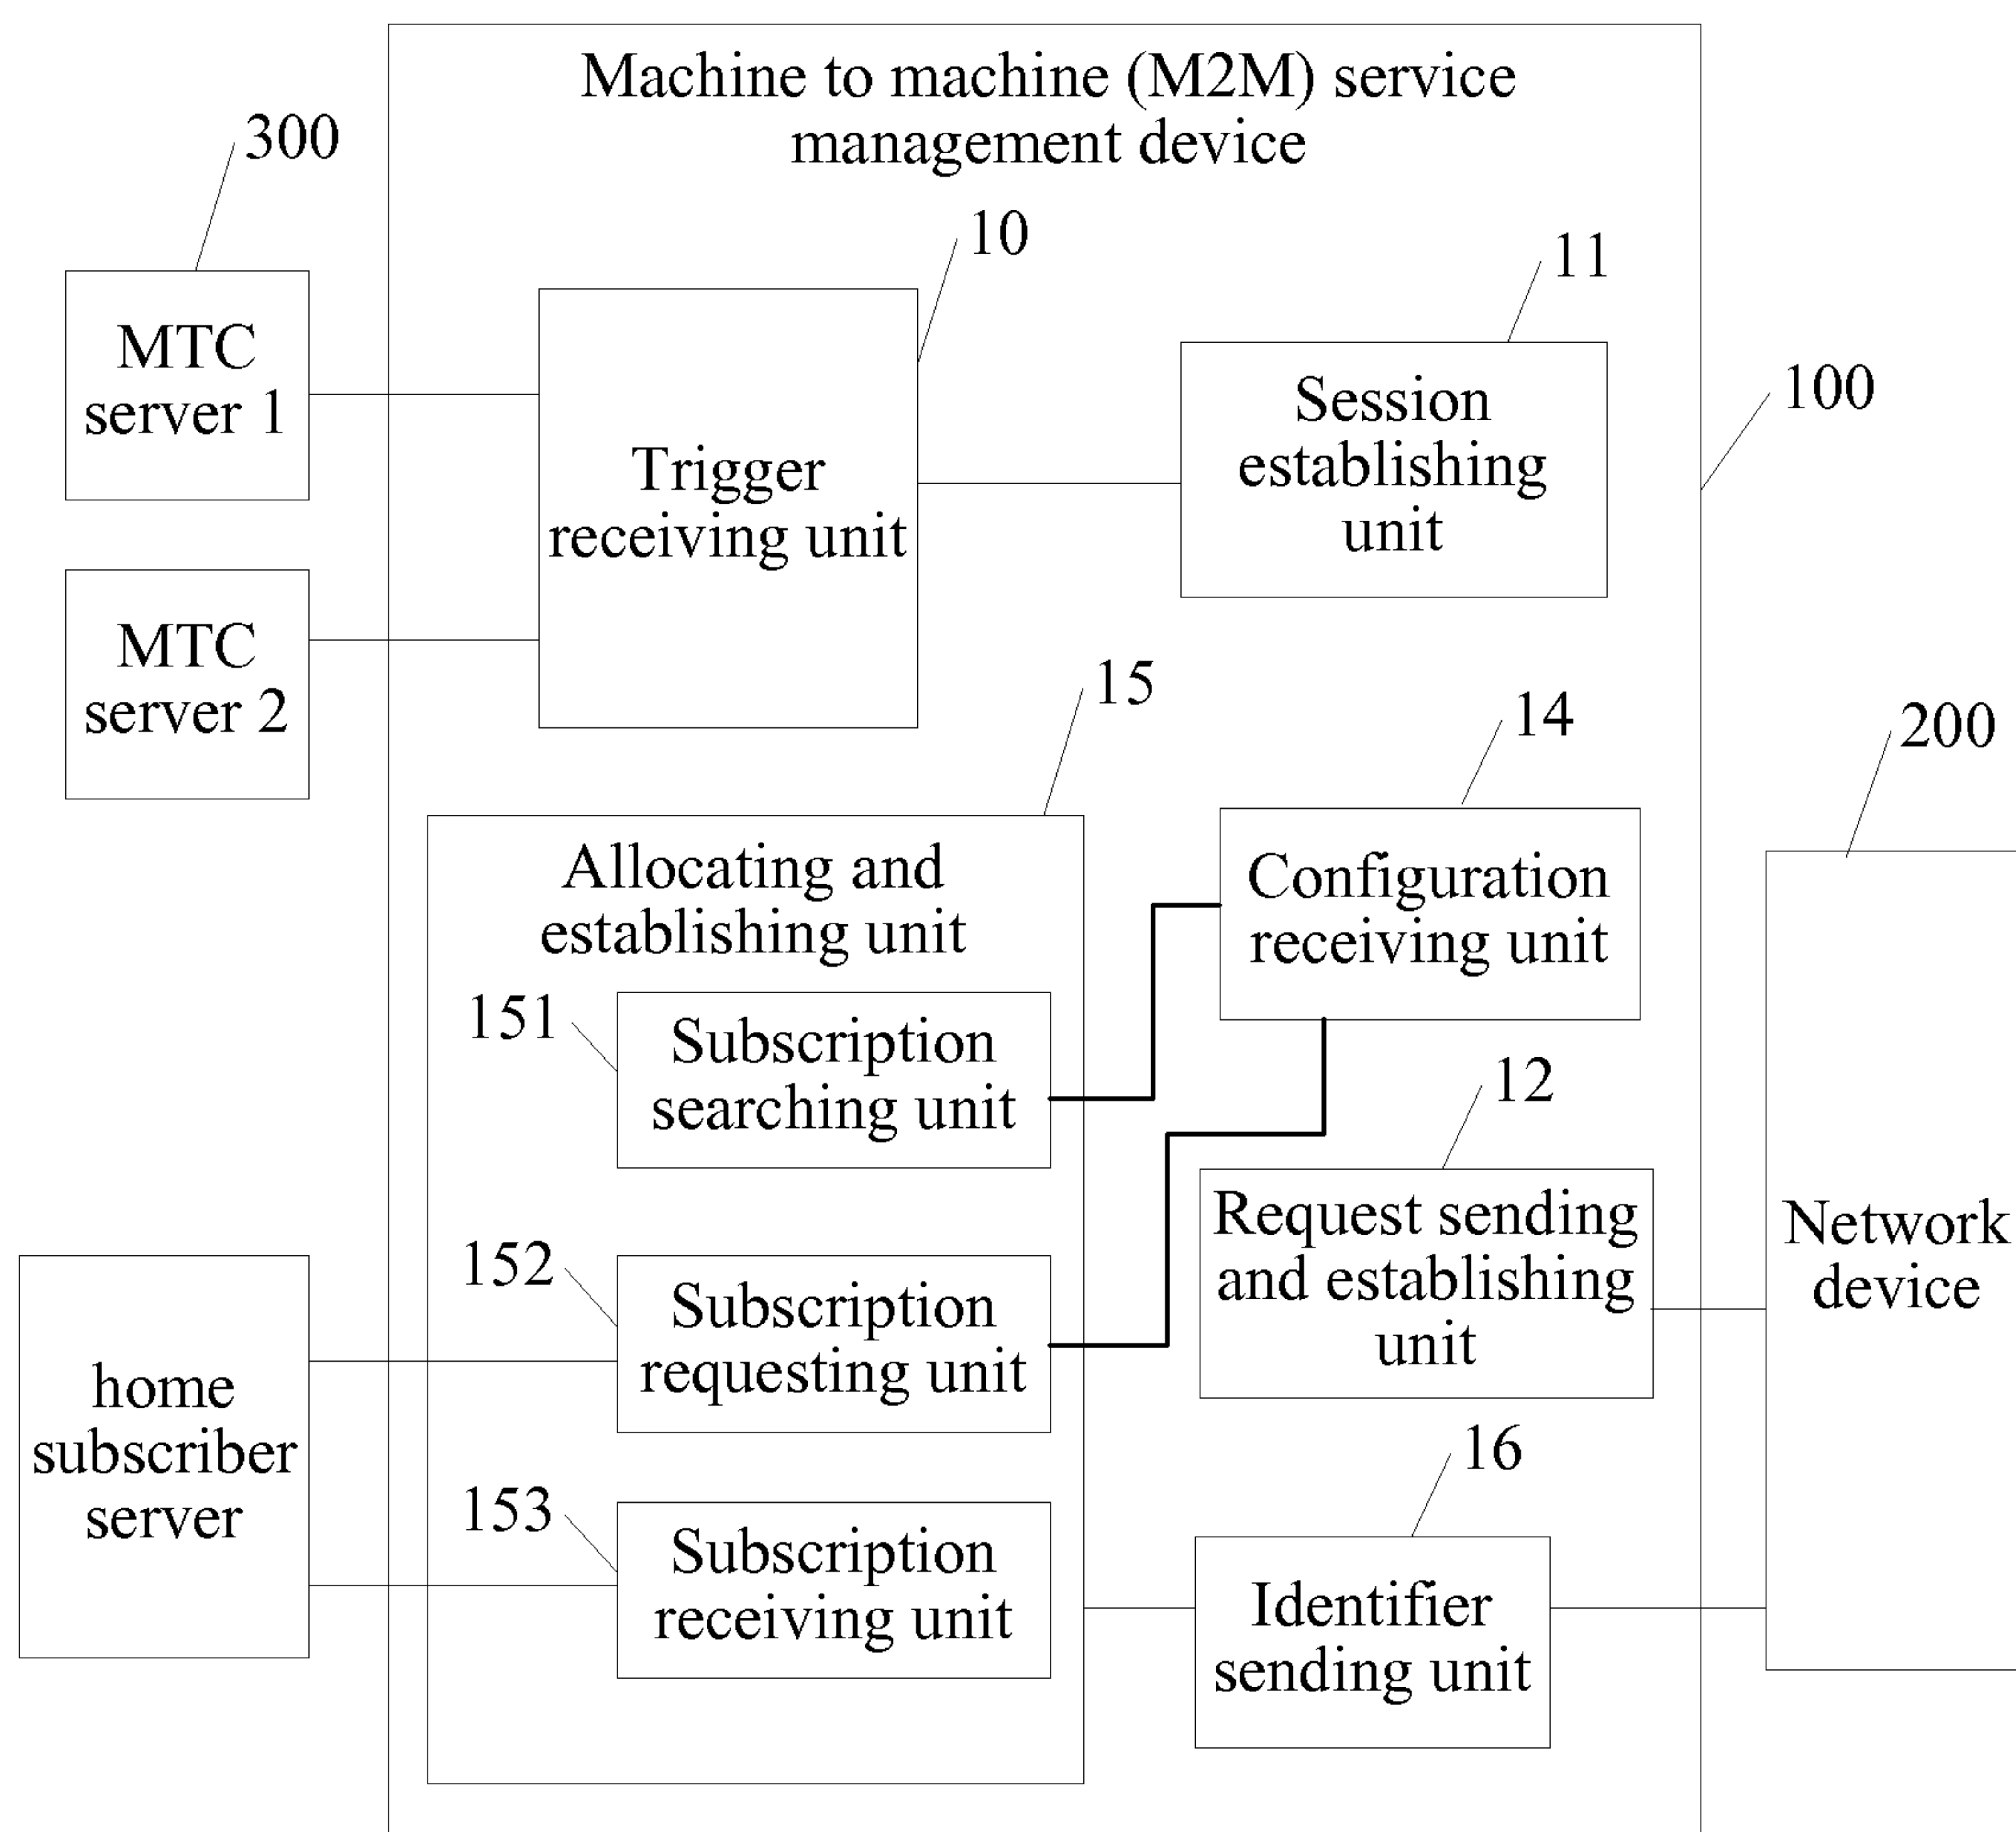 Machine to machine (M2M) service
management device
300
10
11
MTC
server 1
Trigger
receiving unit
Session
establishing
unit
100
MTC
server 2
15
14
200
Allocating and
establishing unit
Configuration
receiving unit
151
Subscription
searching unit
12
Request sending
and establishing
unit
Network
device
152
Subscription
requesting unit
home
subscriber
server
16
153
Subscription
receiving unit
Identifier
sending unit